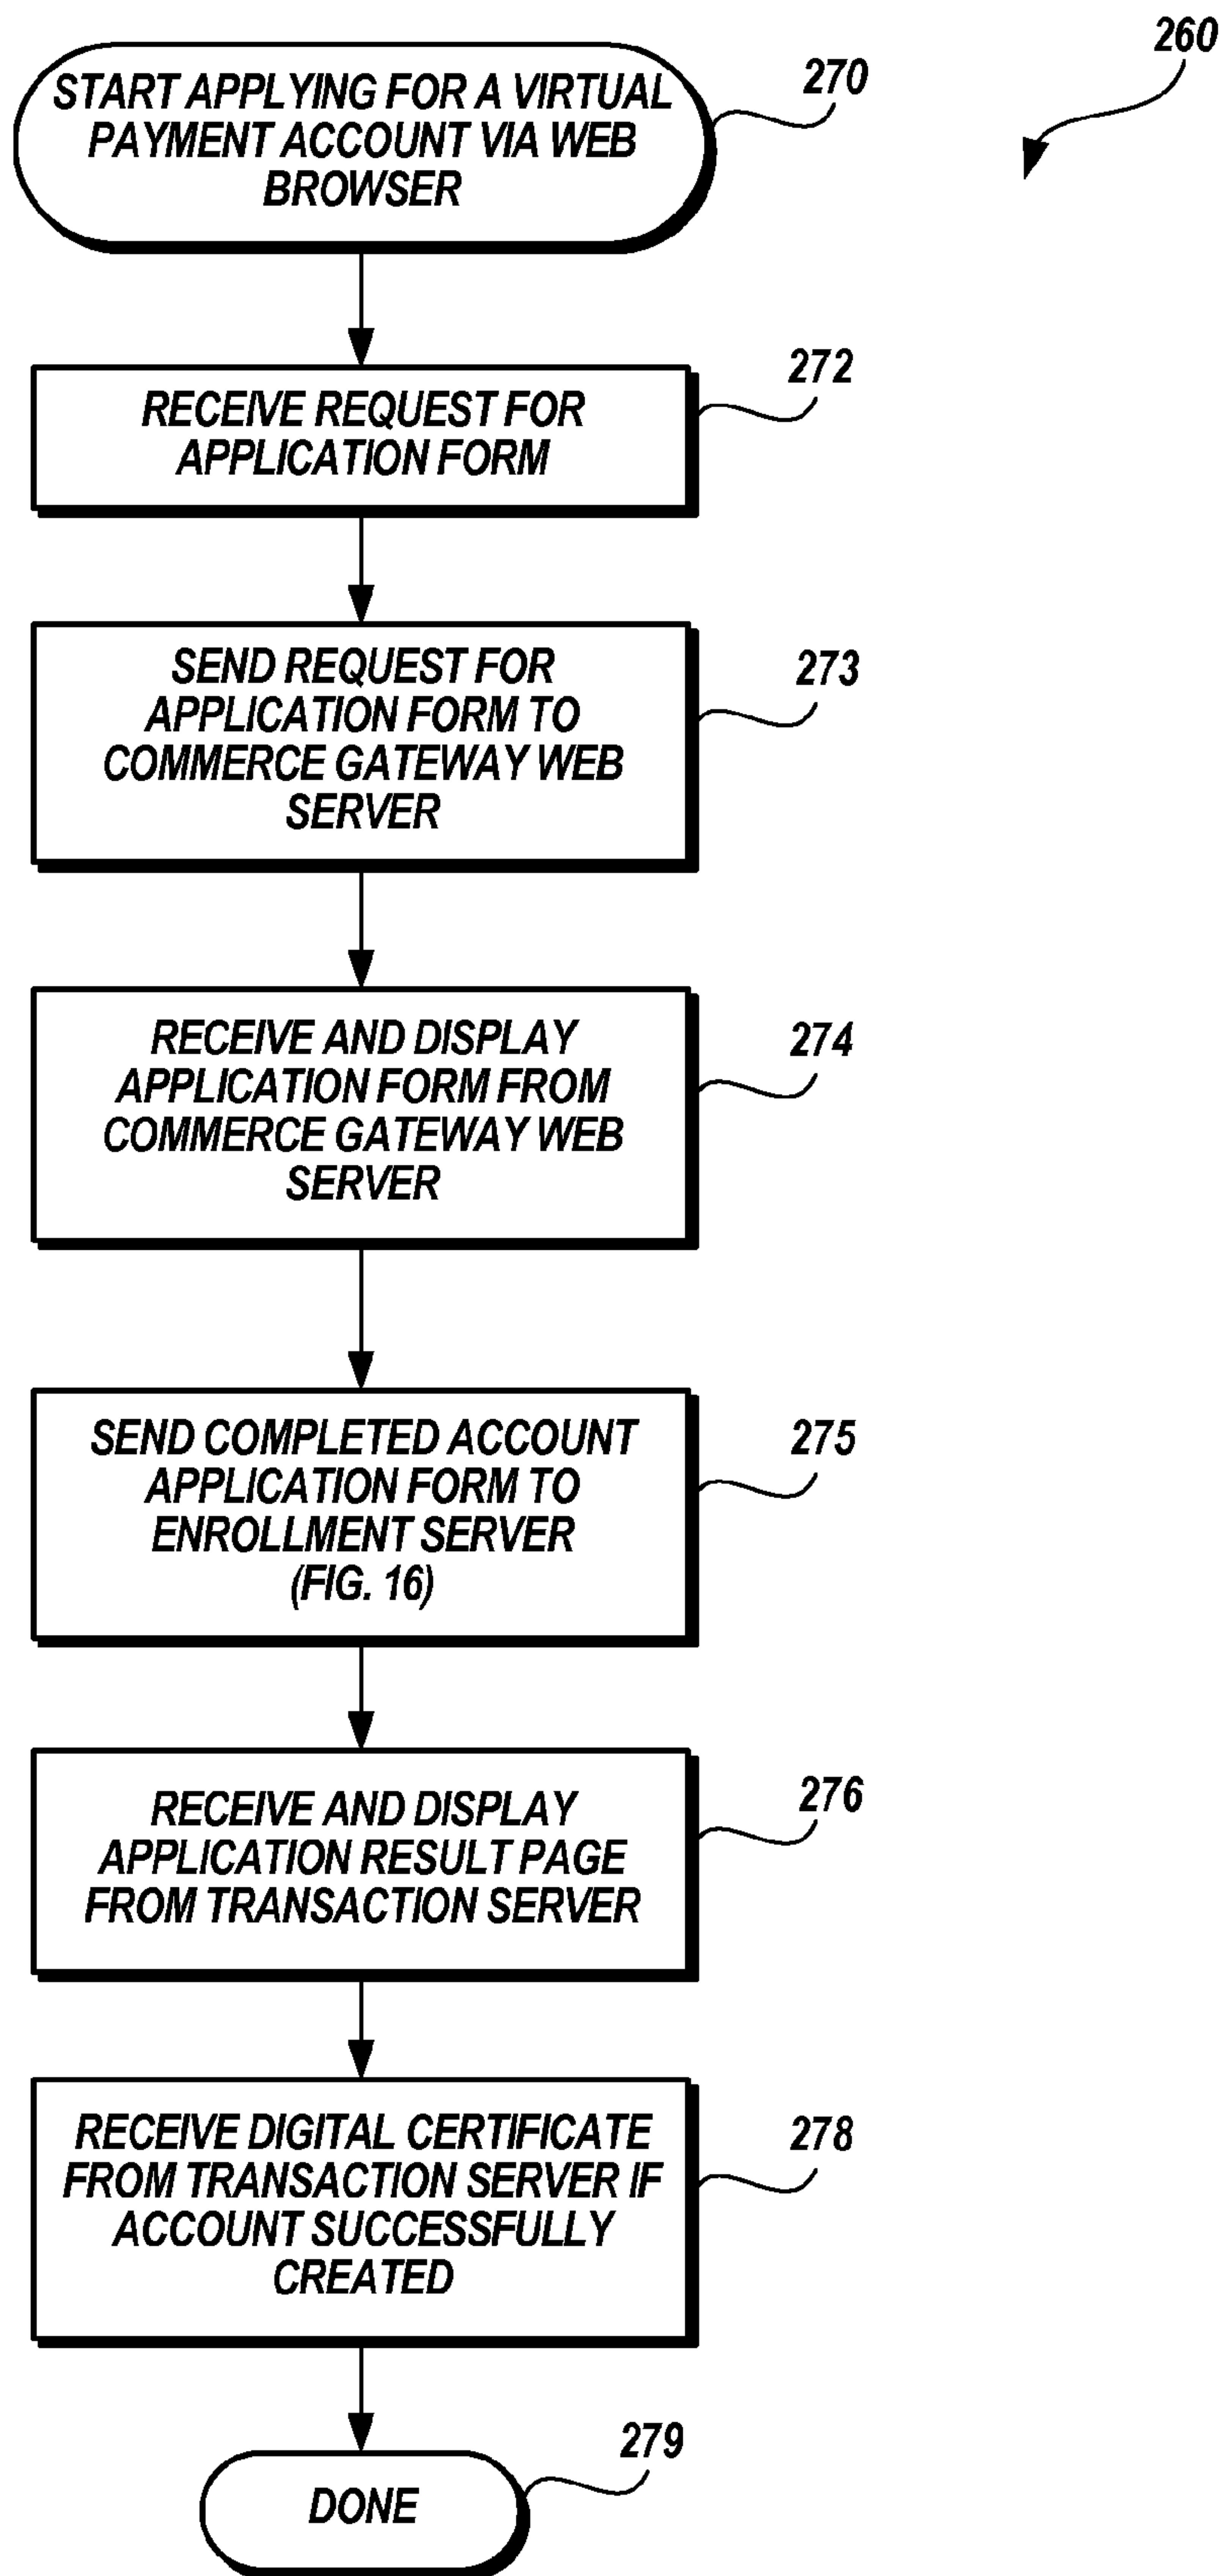 260
START APPLYING FOR A VIRTUAL
PAYMENT ACCOUNT VIA WEB
BROWSER
270
RECEIVE REQUEST FOR
APPLICATION FORM
272
SEND REQUEST FOR
APPLICATION FORM TO
COMMERCE GATEWAY WEB
SERVER
273
RECEIVE AND DISPLAY
APPLICATION FORM FROM
COMMERCE GATEWAY WEB
SERVER
274
SEND COMPLETED ACCOUNT
APPLICATION FORM TO
ENROLLMENT SERVER
(FIG. 16)
275
RECEIVE AND DISPLAY
APPLICATION RESULT PAGE
FROM TRANSACTION SERVER
276
RECEIVE DIGITAL CERTIFICATE
FROM TRANSACTION SERVER IF
ACCOUNT SUCCESSFULLY
CREATED
278
DONE
279